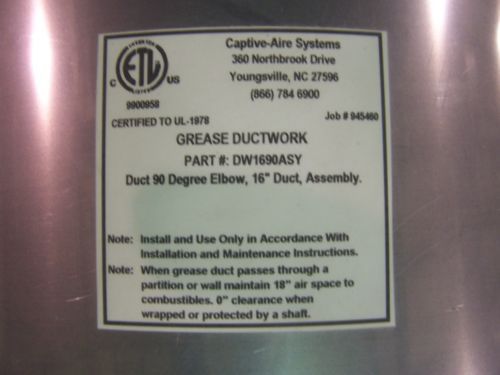 Captive-Aire Systems
360 Northbrook Drive
Youngsville, NC 27596
(866) 784 6900
ETL
C US
9900958
CERTIFIED TO UL-1978
Job # 945460
GREASE DUCTWORK
PART #: DW1690ASY
Duct 90 Degree Elbow, 16" Duct, Assembly.
Note: Install and Use Only in Accordance With
Installation and Maintenance Instructions.
Note: When grease duct passes through a
partition or wall maintain 18" air space to
combustibles. 0" clearance when
wrapped or protected by a shaft.